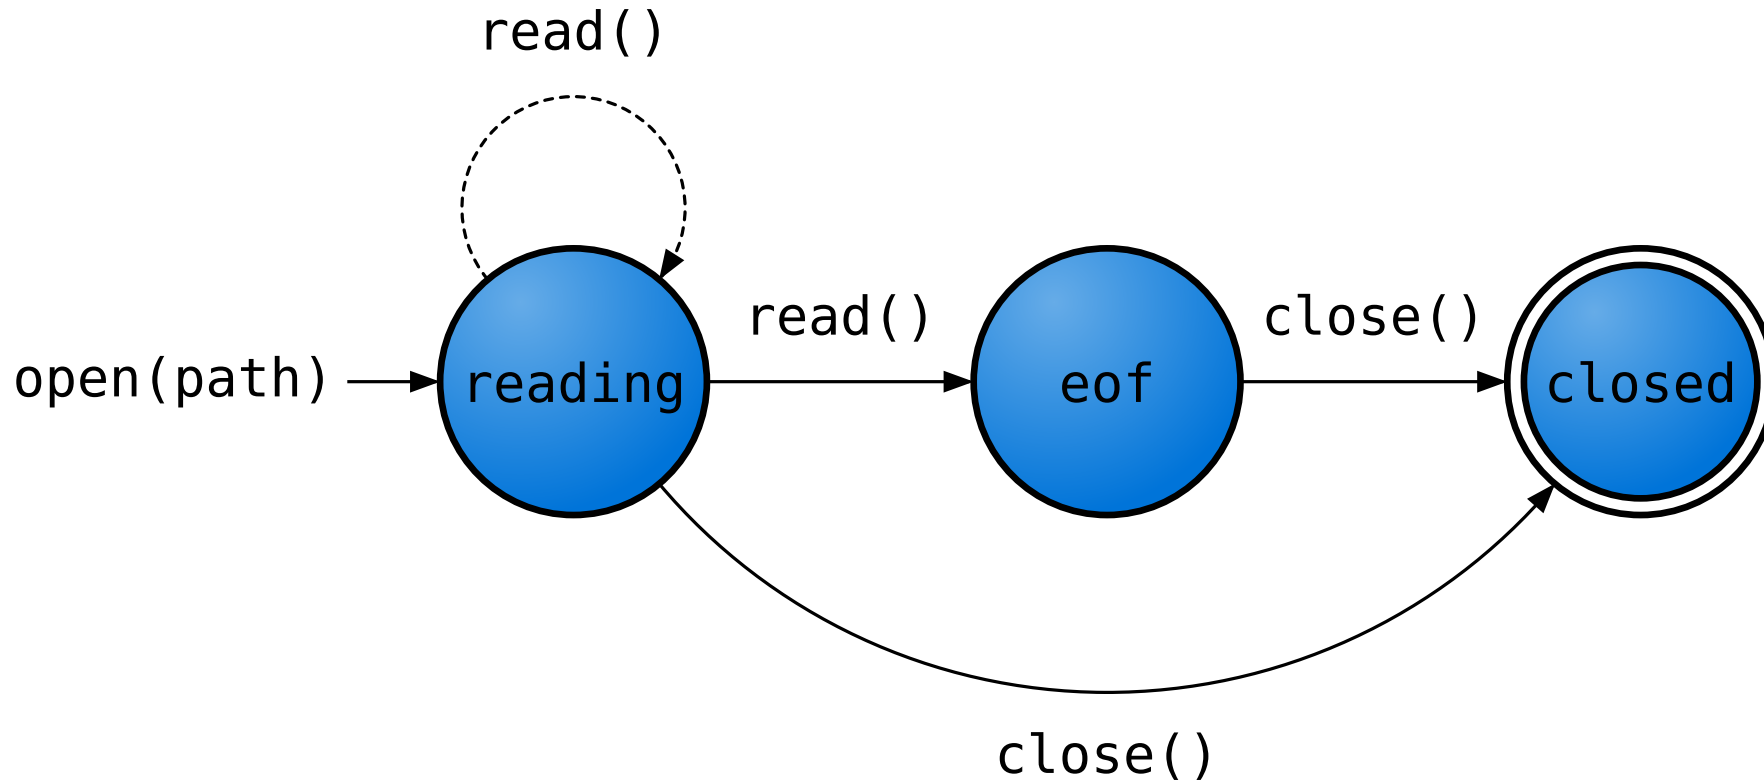 read()
read()
close()
open(path)
reading
eof
closed
close()